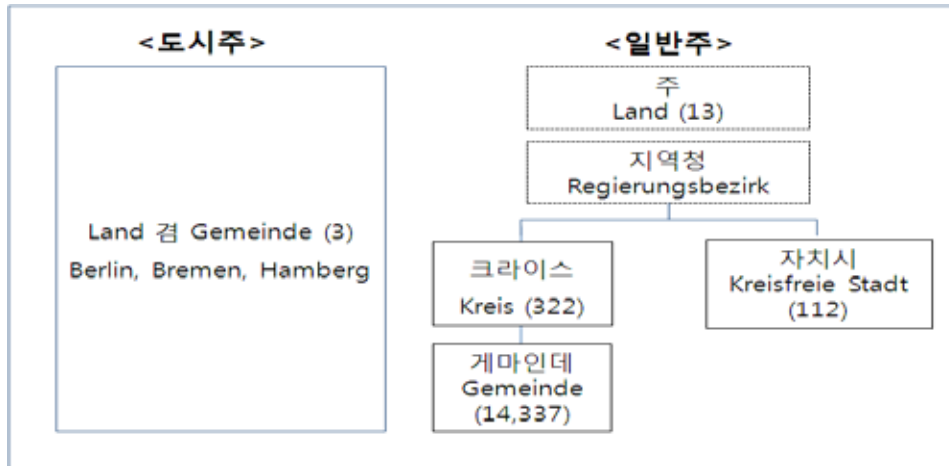 <도시주>
<일반주>
Land 겸 Gemeinde (3)
Berlin, Bremen, Hamberg
주
Land (13)
지역청
Regierungsbezirk
크라이스
Kreis (322)
자치시
Kreisfreie Stadt
(112)
게마인데
Gemeinde
(14,337)